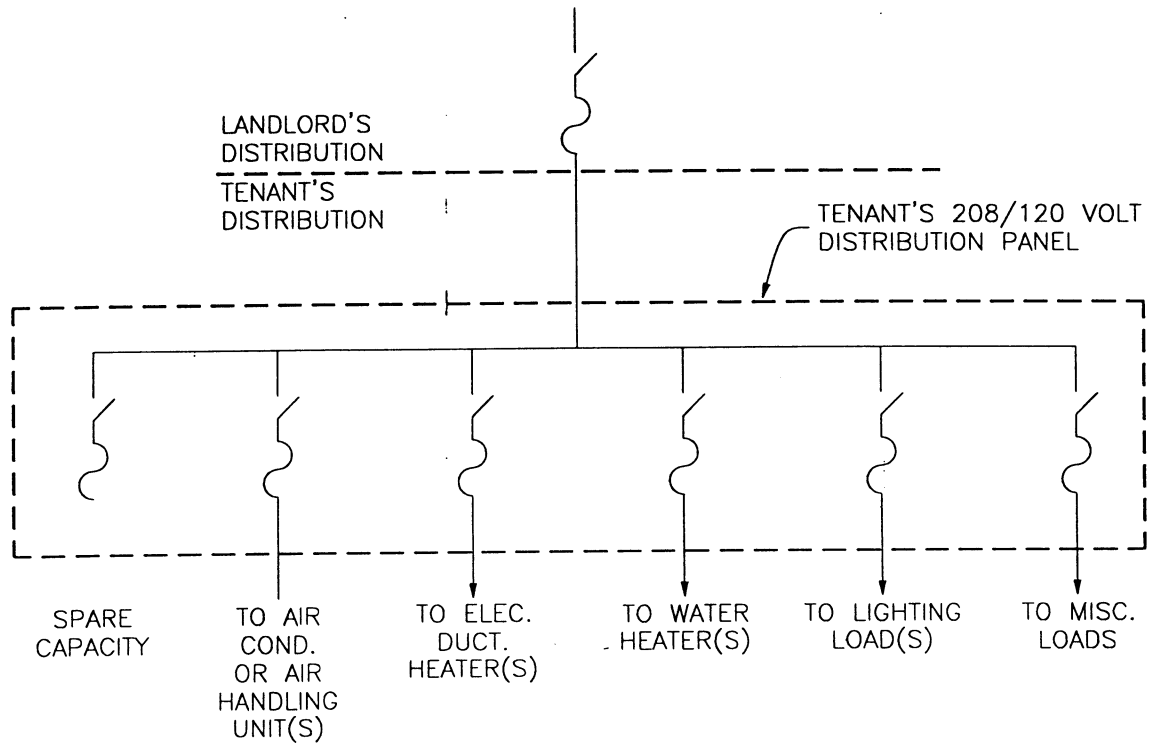 LANDLORD'S
DISTRIBUTION
TENANT'S
DISTRIBUTION
TENANT'S 208/120 VOLT
DISTRIBUTION PANEL
SPARE
CAPACITY
TO AIR
COND.
OR AIR
HANDLING
UNIT(S)
TO ELEC.
DUCT.
HEATER(S)
TO WATER
HEATER(S)
TO LIGHTING
LOAD(S)
TO MISC.
LOADS